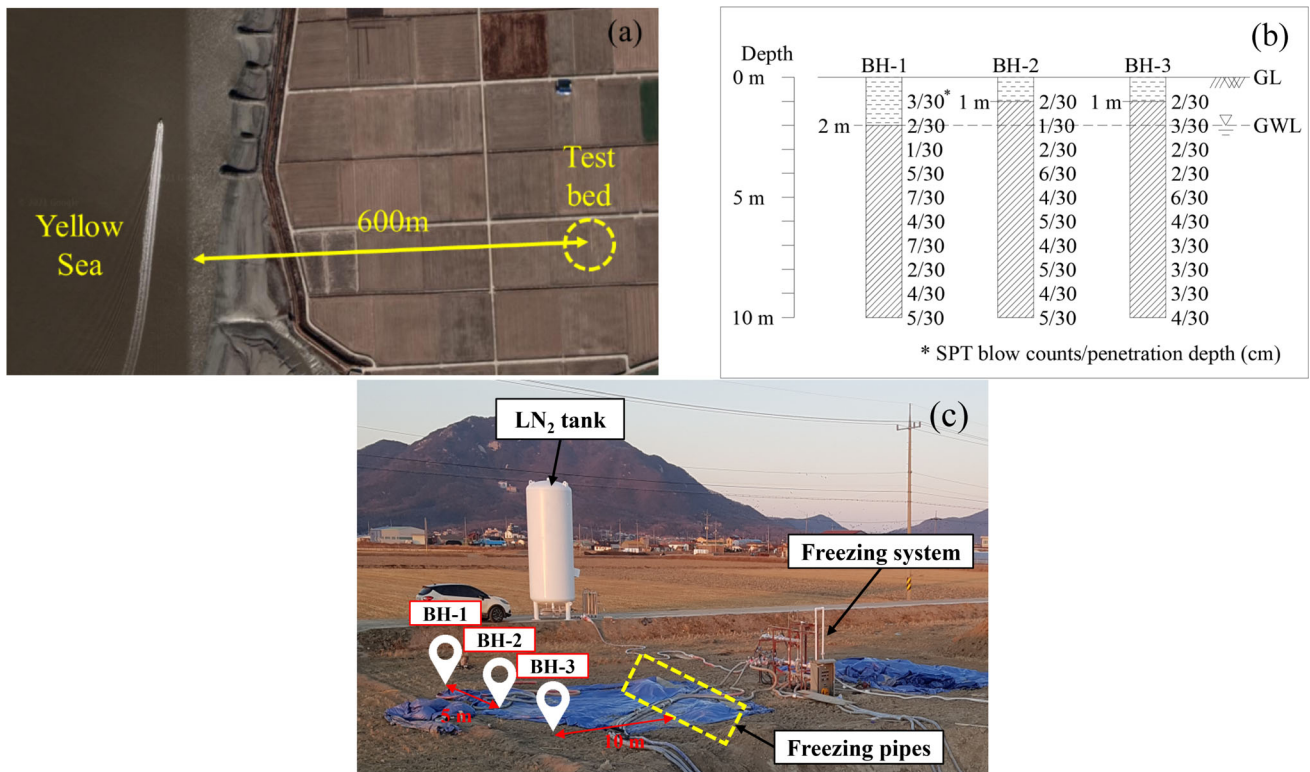 (a)
Yellow
Sea
600m
Test
bed
(b)
Depth
BH-1 BH-2 BH-3
0 m GL
3/30* 1 m 2/30 1 m 2/30
2 m 2/30 1/30 3/30 GWL
1/30 2/30 2/30
5/30 6/30 2/30
5 m 7/30 4/30 6/30
4/30 5/30 4/30
7/30 4/30 3/30
2/30 5/30 3/30
4/30 4/30 3/30
10 m 5/30 5/30 4/30
* SPT blow counts/penetration depth (cm)
(c)
LN2 tank
Freezing system
BH-1
BH-2
BH-3
5 m
10 m
Freezing pipes